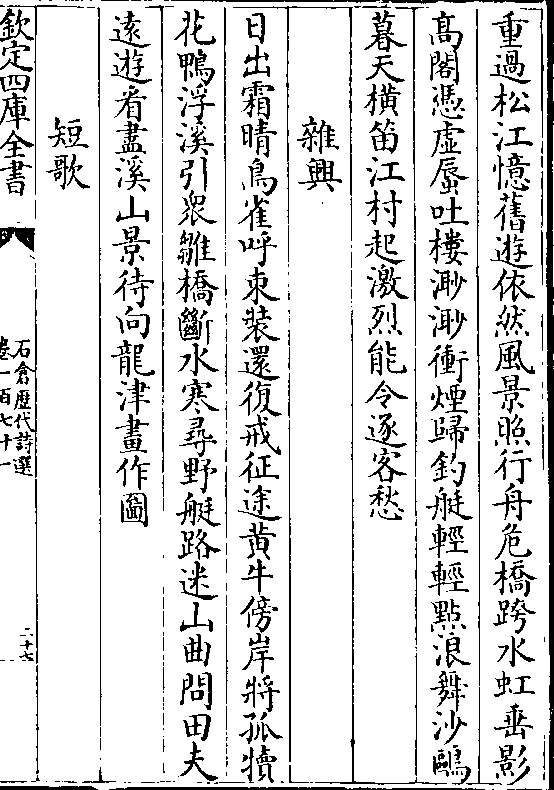 重過松江憶舊遊依然風景照行舟危橋跨水虹垂影
髙閣憑虚蜃吐樓渺渺衝煙歸釣艇輕輕點浪舞沙鷗
暮天横笛江村起激烈能令逐客愁
雜興
日出霜晴鳥雀呼束裝還復戒征途黄牛傍岸將孤犢
花鴨浮溪引衆雛橋斷水寒尋野艇路迷山曲問田夫
逺遊看盡溪山景待向龍津畫作圖
短歌
欽定四庫全書
石倉歴代詩選
卷一百七十一
二十七